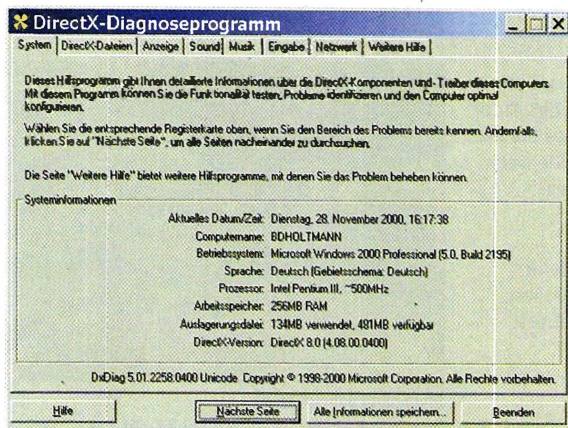 DirectX-Diagnoseprogramm
System DirectX-Dateien Anzeige Sound Musik Eingabe Netzwerk Weitere Hilfe
Dieses Hilfsprogramm gibt Ihnen detaillierte Informationen über die DirectX-Komponenten und -Treiber dieses Computers.
Mit diesem Programm können Sie die Funktionalität testen, Probleme identifizieren und den Computer optimal
konfigurieren.
Wählen Sie die entsprechende Registerkarte oben, wenn Sie den Bereich des Problems bereits kennen. Andernfalls,
klicken Sie auf "Nächste Seite", um alle Seiten nacheinander zu durchsuchen.
Die Seite "Weitere Hilfe" bietet weitere Hilfsprogramme, mit denen Sie das Problem beheben können.
Systeminformationen
Aktuelles Datum/Zeit: Dienstag, 28. November 2000, 16:17:38
Computername: BDHOLTMANN
Betriebssystem: Microsoft Windows 2000 Professional (5.0, Build 2195)
Sprache: Deutsch (Gebietsschema: Deutsch)
Prozessor: Intel Pentium III, ~500MHz
Arbeitsspeicher: 256MB RAM
Auslagerungsdatei: 134MB verwendet, 481MB verfügbar
DirectX-Version: DirectX 8.0 (4.08.00.0400)
DxDiag 5.01.2258.0400 Unicode Copyright © 1998-2000 Microsoft Corporation. Alle Rechte vorbehalten.
Hilfe Nächste Seite Alle Informationen speichern... Beenden